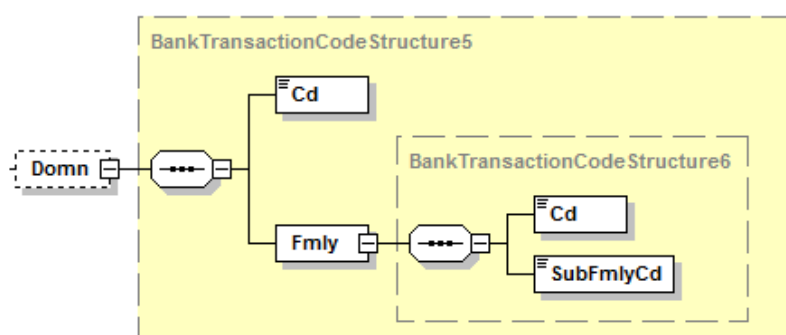 BankTransactionCodeStructure5
Cd
Domn
BankTransactionCodeStructure6
Cd
Fmly
SubFmlyCd